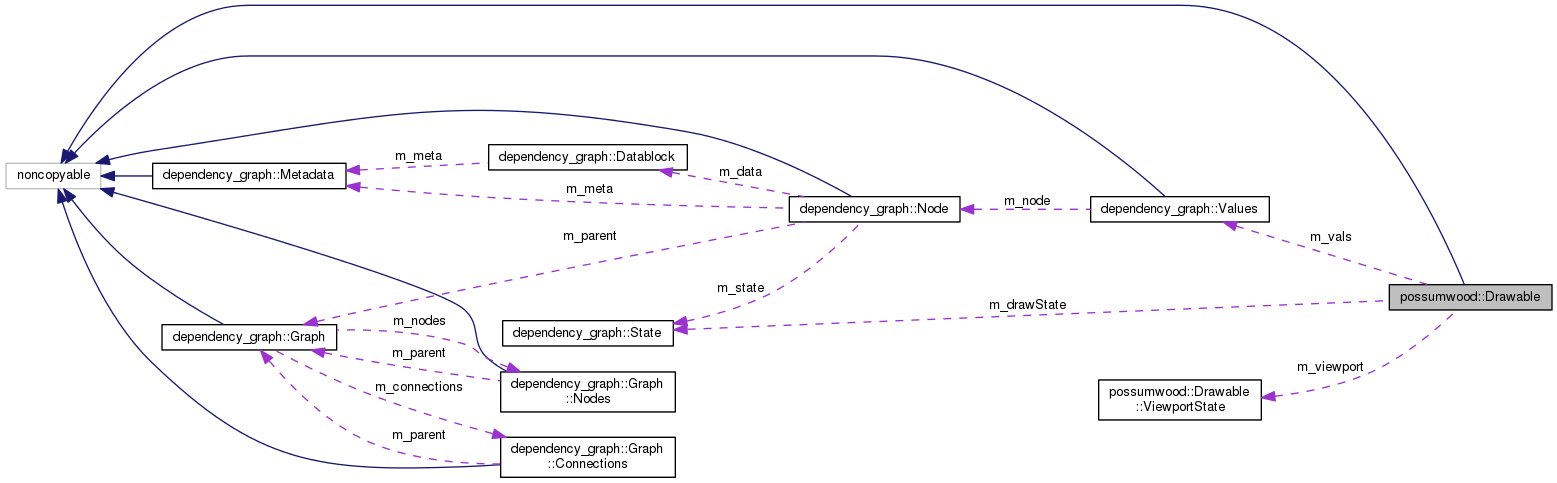 m_meta
dependency_graph::Datablock
noncopyable
dependency_graph::Metadata
m_data
m_meta
dependency_graph::Node
m_node
dependency_graph::Values
m_parent
m_vals
m_state
m_drawState
possumwood::Drawable
m_nodes
dependency_graph::Graph
dependency_graph::State
m_parent
m_viewport
m_connections
dependency_graph::Graph
::Nodes
possumwood::Drawable
::ViewportState
m_parent
dependency_graph::Graph
::Connections